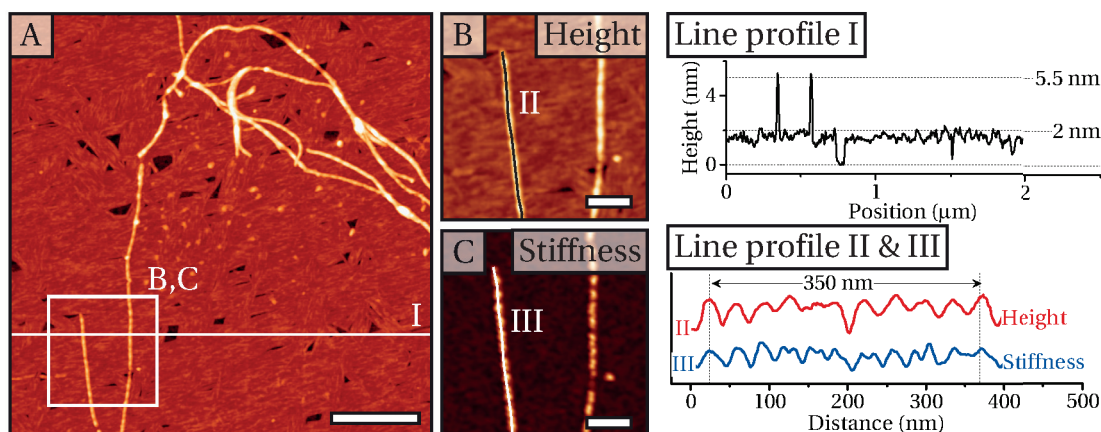 A
B,C
I
B
Height
II
C
Stiffness
III
Line profile I
Height (nm)
4
0
5.5 nm
2 nm
0
1
2
Position (µm)
Line profile II & III
350 nm
II
Height
III
Stiffness
0
100
200
300
400
500
Distance (nm)